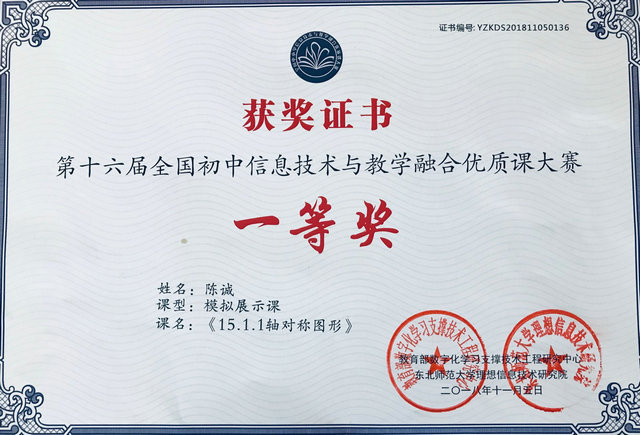 证书编号: YZKDS201811050136
获奖证书
第十六届全国初中信息技术与教学融合优质课大赛
一等奖
姓名：陈诚
课型：模拟展示课
课名：《15.1.1轴对称图形》
教育部数字化学习支撑技术工程研究中心
东北师范大学理想信息技术研究院
二〇一八年十一月五日